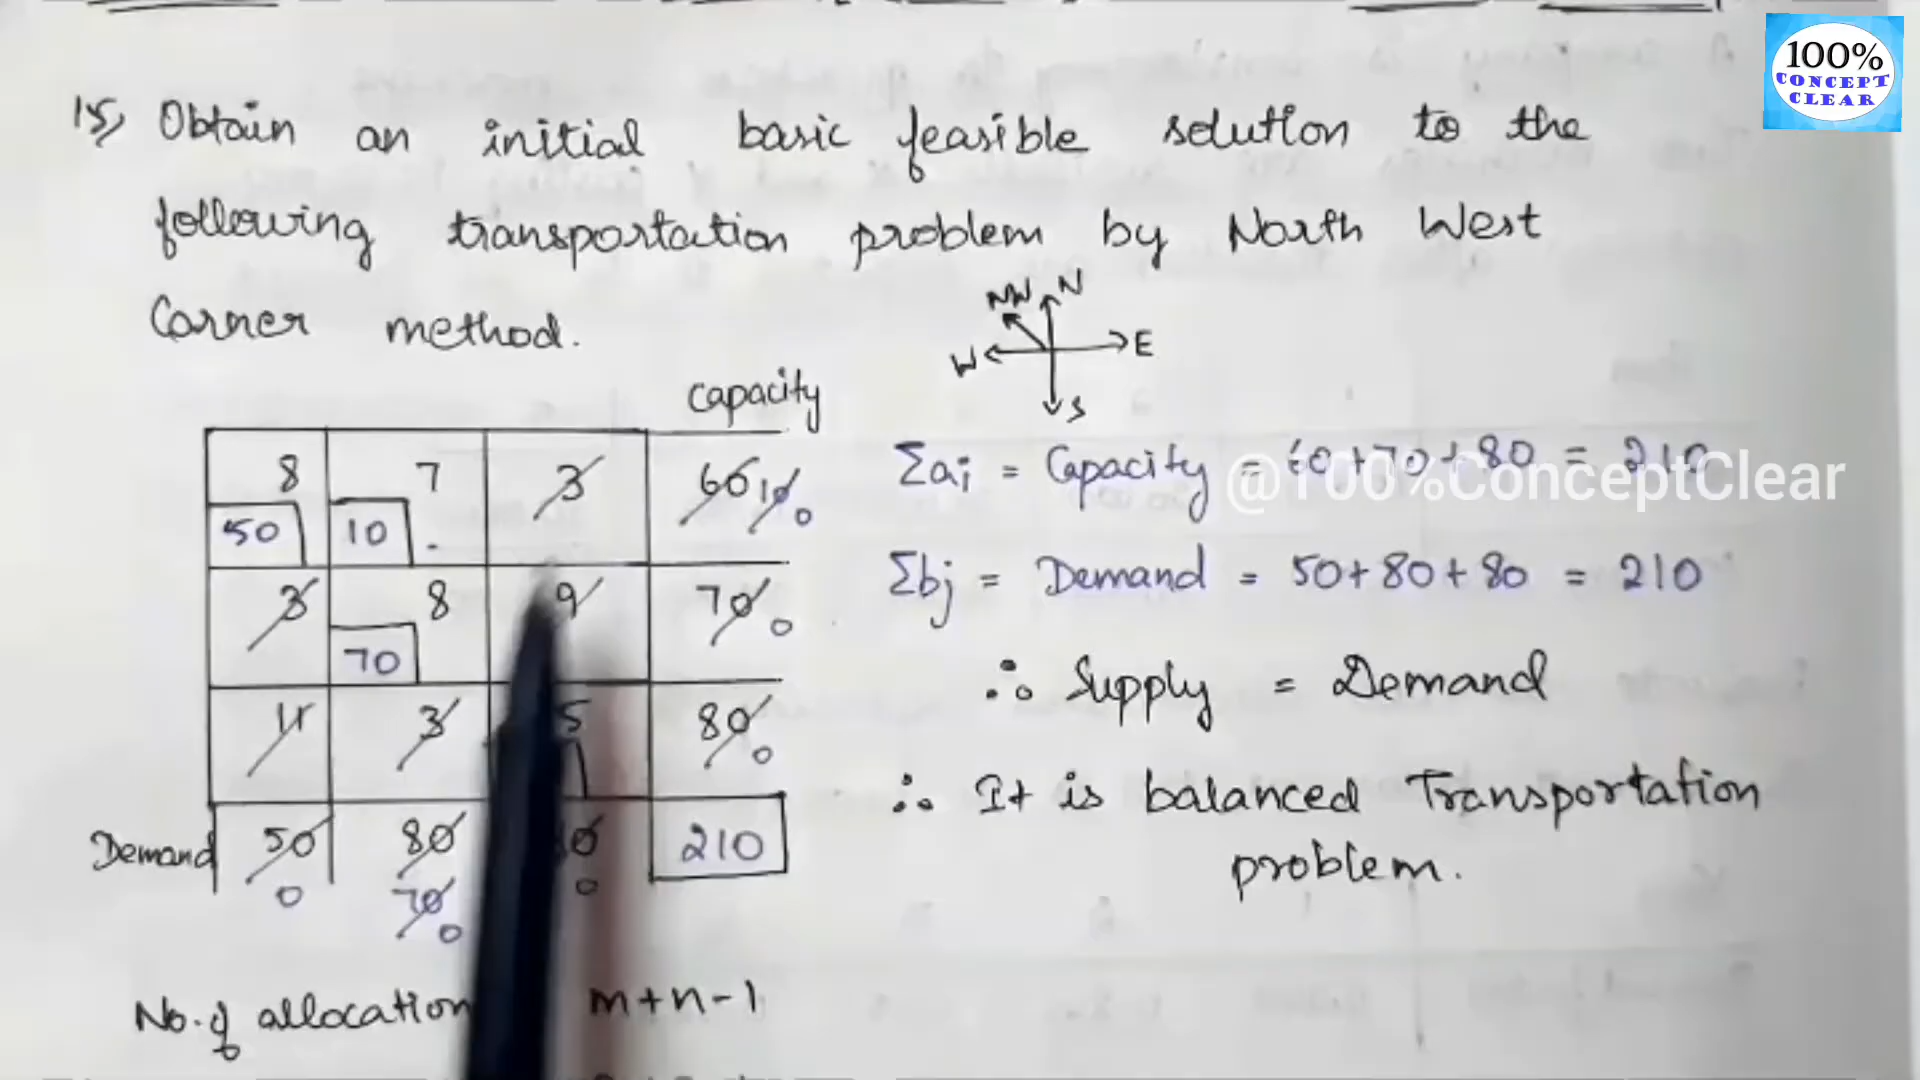 100%
CONCEPT
CLEAR
15, Obtain an initial basic feasible solution to the
following transportation problem by North West
Corner method.
NW N
W E
S
Capacity
8 7 3 60 10 0
50 10
3 8 9 70 0
70
11 3 5 80 0
Demand 50 80 80 210
0 70 0
0
Σai = Capacity = 60+70+80 = 210
@100%ConceptClear
Σbj = Demand = 50+80+80 = 210
∴ Supply = Demand
∴ It is balanced Transportation
problem.
No. of allocation m+n-1